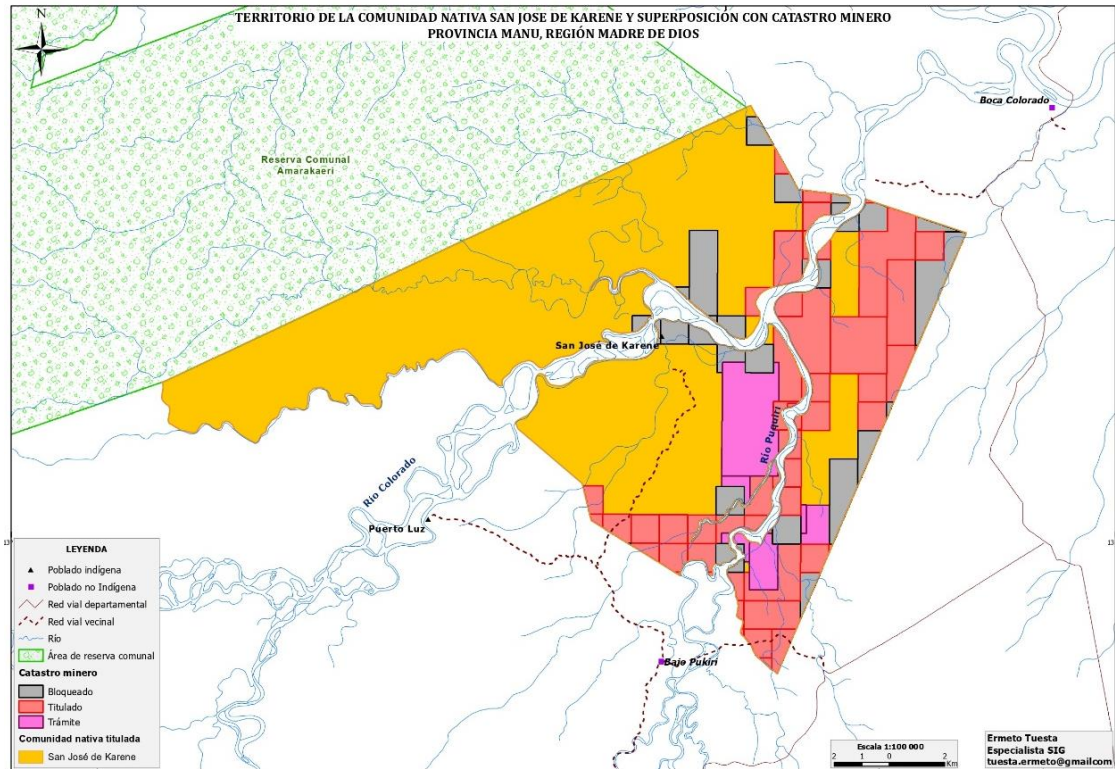 TERRITORIO DE LA COMUNIDAD NATIVA SAN JOSE DE KARENE Y SUPERPOSICIÓN CON CATASTRO MINERO
PROVINCIA MANU, REGIÓN MADRE DE DIOS
N
Boca Colorado
Reserva Comunal
Amarakaeri
San José de Karene
Río Puquiri
Río Colorado
Puerto Luz
Bajo Pukiri
13°
13
LEYENDA
Poblado indígena
Poblado no Indígena
Red vial departamental
Red vial vecinal
Río
Área de reserva comunal
Catastro minero
Bloqueado
Titulado
Trámite
Comunidad nativa titulada
San José de Karene
Escala 1:100 000
2 1 0 2
Km
Ermeto Tuesta
Especialista SIG
tuesta.ermeto@gmailcom